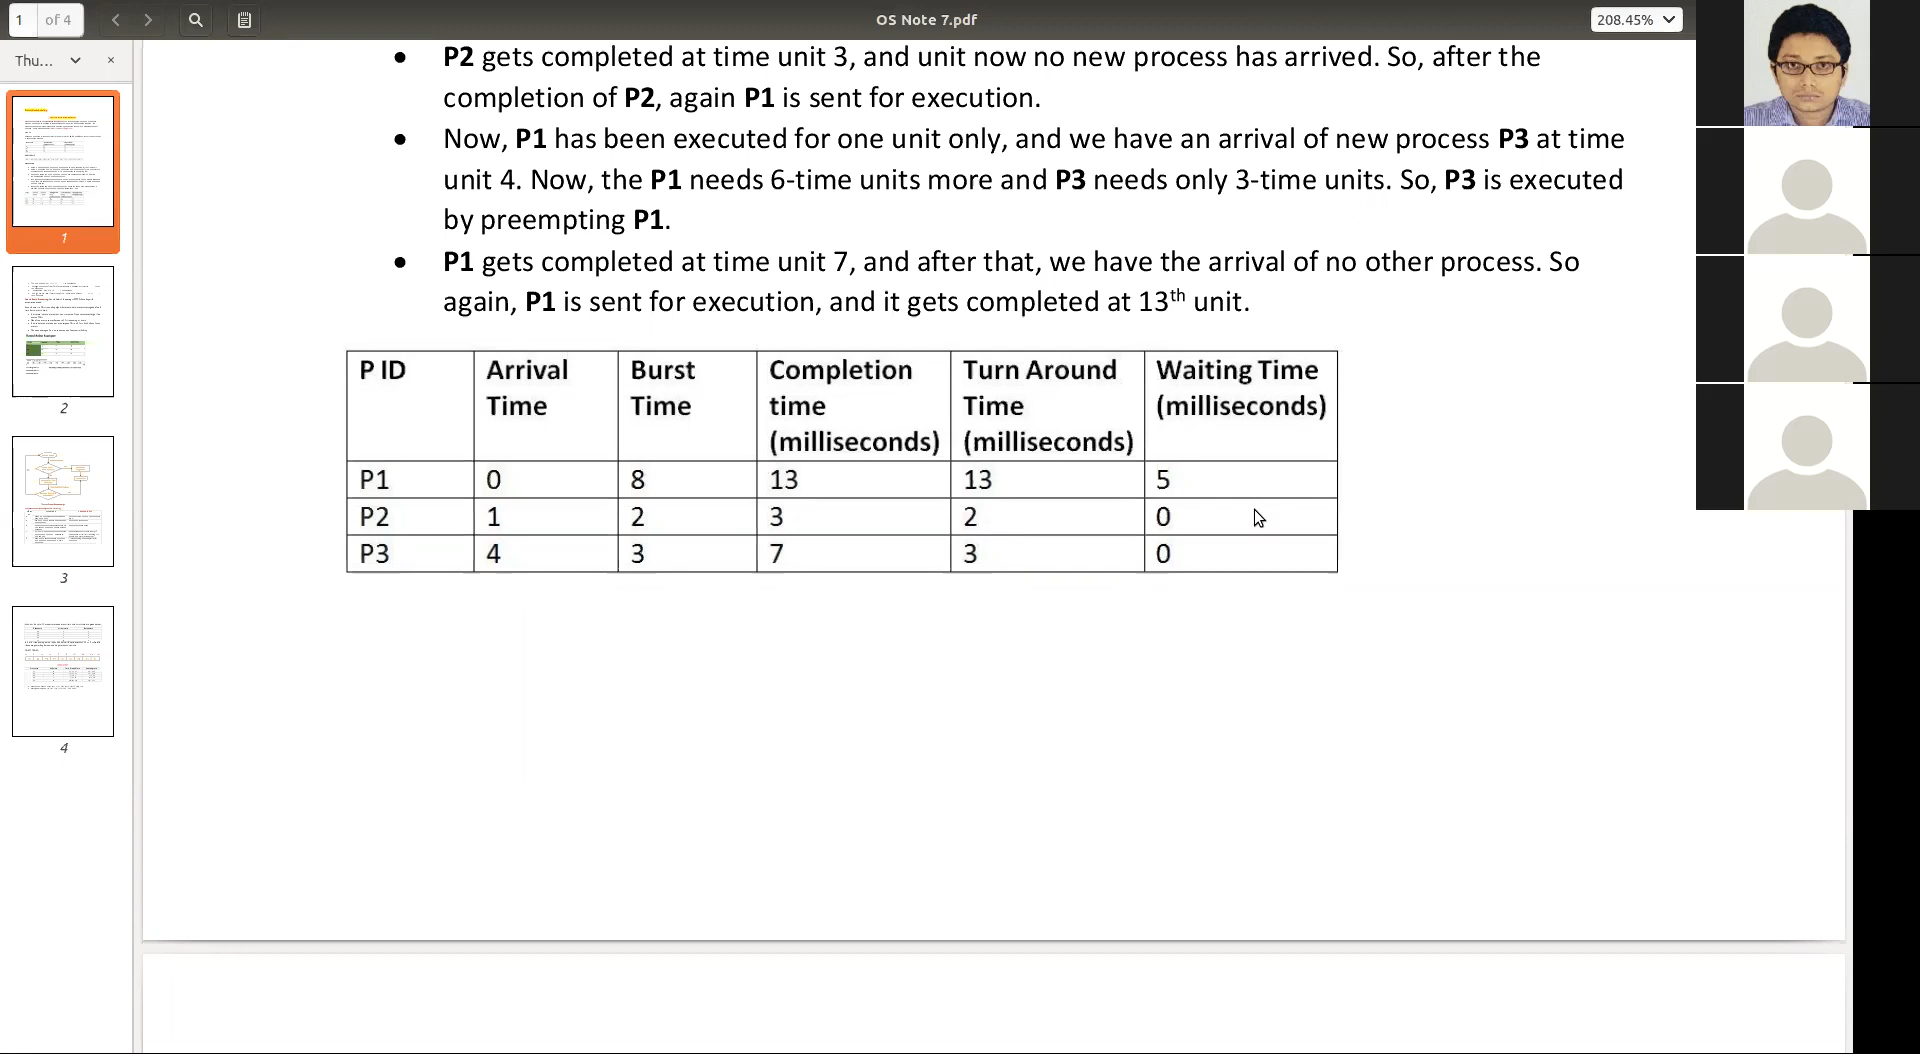 1 of 4
OS Note 7.pdf
208.45%
Thu...
×
1
2
3
4
• P2 gets completed at time unit 3, and unit now no new process has arrived. So, after the
completion of P2, again P1 is sent for execution.
• Now, P1 has been executed for one unit only, and we have an arrival of new process P3 at time
unit 4. Now, the P1 needs 6-time units more and P3 needs only 3-time units. So, P3 is executed
by preempting P1.
• P1 gets completed at time unit 7, and after that, we have the arrival of no other process. So
again, P1 is sent for execution, and it gets completed at 13th unit.
P ID Arrival Time Burst Time Completion time (milliseconds) Turn Around Time (milliseconds) Waiting Time (milliseconds)
P1 0 8 13 13 5
P2 1 2 3 2 0
P3 4 3 7 3 0